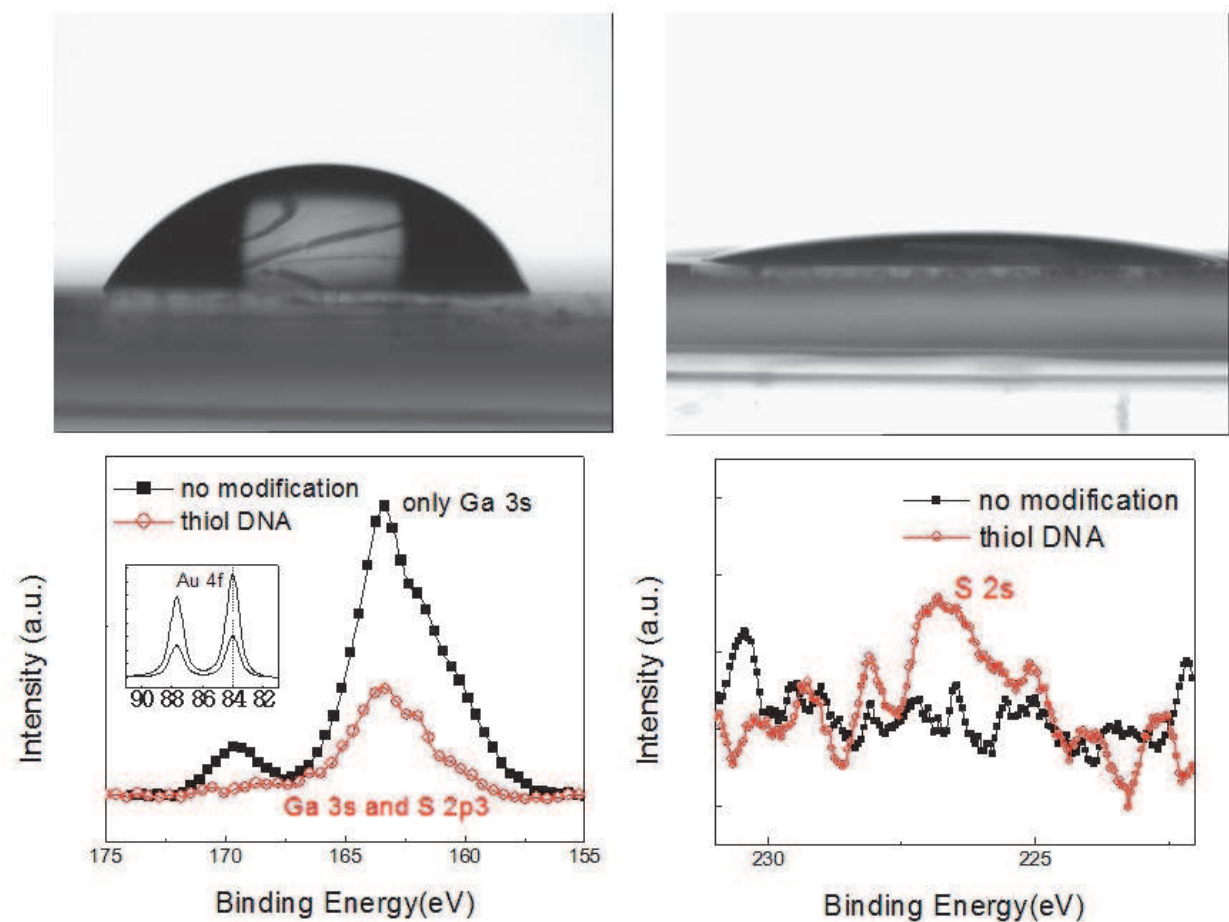 no modification
thiol DNA
only Ga 3s
Au 4f
90 88 86 84 82
Ga 3s and S 2p3
175 170 165 160 155
Intensity (a.u.)
Binding Energy(eV)
no modification
thiol DNA
S 2s
230 225
Intensity (a.u.)
Binding Energy(eV)